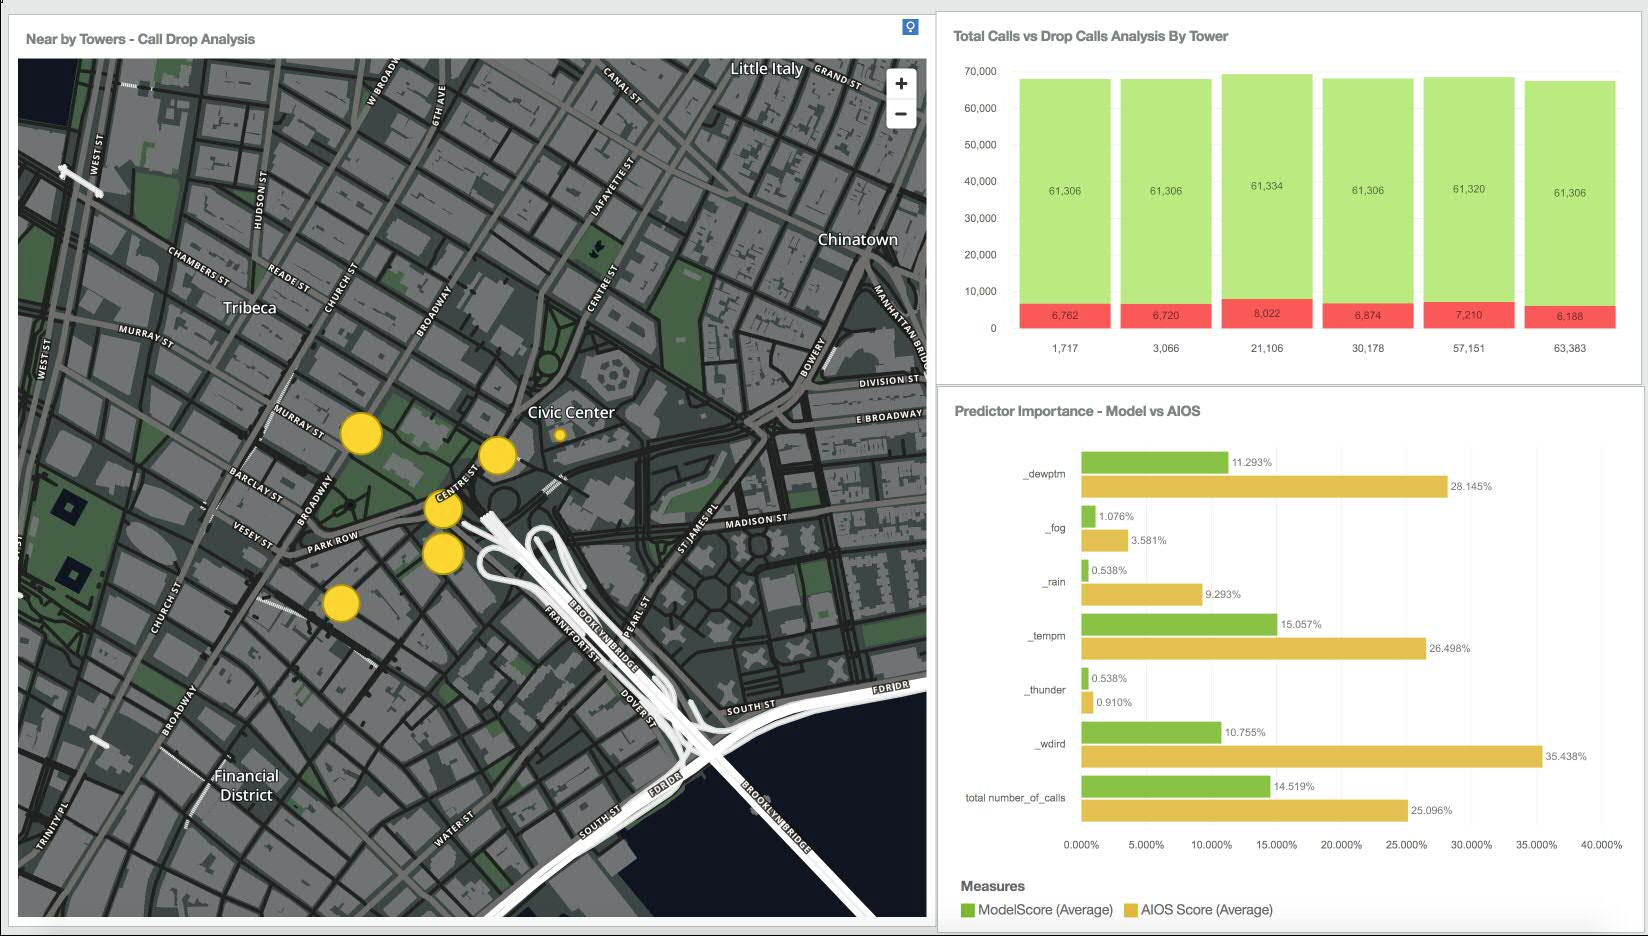 Near by Towers - Call Drop Analysis
Little Italy
GRAND ST
CANAL ST
W BROADW
6TH AVE
WEST ST
HUDSON ST
LAFAYETTE ST
Chinatown
CHAMBERS ST
READE ST
CHURCH ST
CENTRE ST
MANHATTAN BRID
Tribeca
BROADWAY
MURRAY ST
WEST ST
BOWERY
DIVISION ST
E BROADWAY
Civic Center
MURRAY ST
BARCLAY ST
BROADWAY
CENTRE ST
VESEY ST
PARK ROW
MADISON ST
ST JAMES PL
CHURCH ST
PEARL ST
BROOKLYN BRIDGE
FRANKFORT ST
DOVER ST
SOUTH ST
FDR DR
BROADWAY
Financial
District
FDR DR
SOUTH ST
WATER ST
TRINITY PL
BROOKLYN BRIDGE
+
−
Total Calls vs Drop Calls Analysis By Tower
70,000
60,000
50,000
40,000
30,000
20,000
10,000
0
61,306 61,306 61,334 61,306 61,320 61,306
6,762 6,720 8,022 6,874 7,210 6,188
1,717 3,066 21,106 30,178 57,151 63,383
Predictor Importance - Model vs AIOS
_dewptm 11.293%
28.145%
_fog 1.076%
3.581%
_rain 0.538%
9.293%
_tempm 15.057%
26.498%
_thunder 0.538%
0.910%
_wdird 10.755%
35.438%
total number_of_calls 14.519%
25.096%
0.000% 5.000% 10.000% 15.000% 20.000% 25.000% 30.000% 35.000% 40.000%
Measures
ModelScore (Average) AIOS Score (Average)